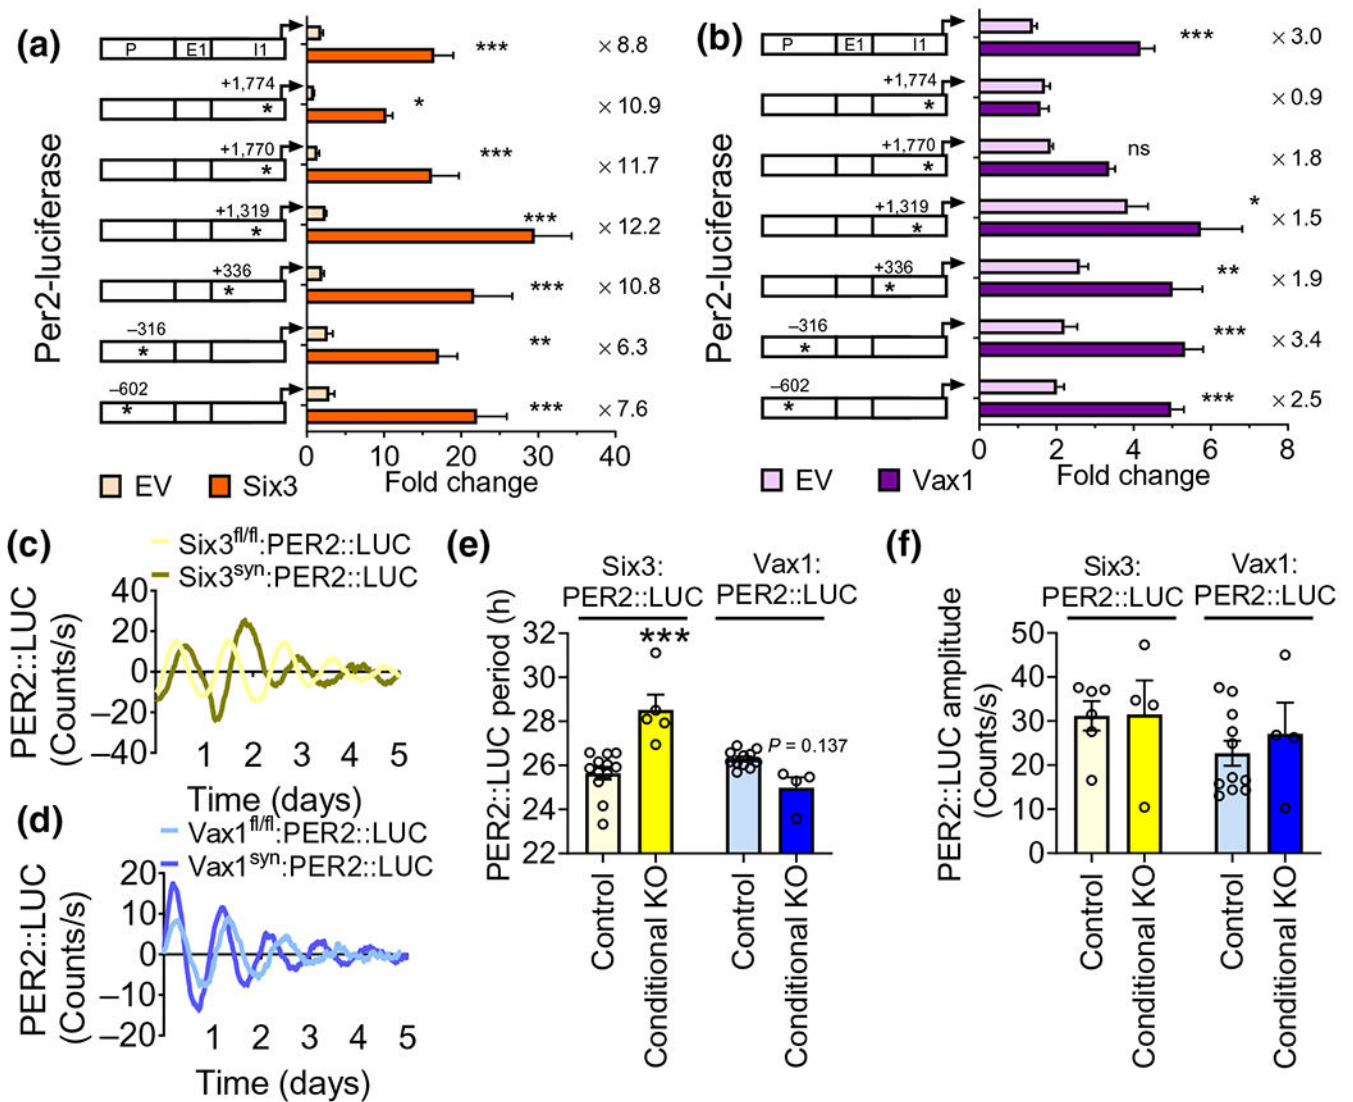 (a)
P E1 I1
*** × 8.8
+1,774
*
* × 10.9
+1,770
*
*** × 11.7
+1,319
*
*** × 12.2
+336
*
*** × 10.8
–316
*
** × 6.3
–602
*
*** × 7.6
Per2-luciferase
0 10 20 30 40
Fold change
EV Six3
(b)
P E1 I1
*** × 3.0
+1,774
*
× 0.9
+1,770
*
ns × 1.8
+1,319
*
* × 1.5
+336
*
** × 1.9
–316
*
*** × 3.4
–602
*
*** × 2.5
Per2-luciferase
0 2 4 6 8
Fold change
EV Vax1
(c)
Six3fl/fl:PER2::LUC
Six3syn:PER2::LUC
PER2::LUC
(Counts/s)
40
20
0
–20
–40
1 2 3 4 5
Time (days)
(d)
Vax1fl/fl:PER2::LUC
Vax1syn:PER2::LUC
PER2::LUC
(Counts/s)
20
10
0
–10
–20
1 2 3 4 5
Time (days)
(e)
Six3:
PER2::LUC
Vax1:
PER2::LUC
PER2::LUC period (h)
32
30
28
26
24
22
***
P = 0.137
Control
Conditional KO
Control
Conditional KO
(f)
Six3:
PER2::LUC
Vax1:
PER2::LUC
PER2::LUC amplitude
(Counts/s)
50
40
30
20
10
0
Control
Conditional KO
Control
Conditional KO